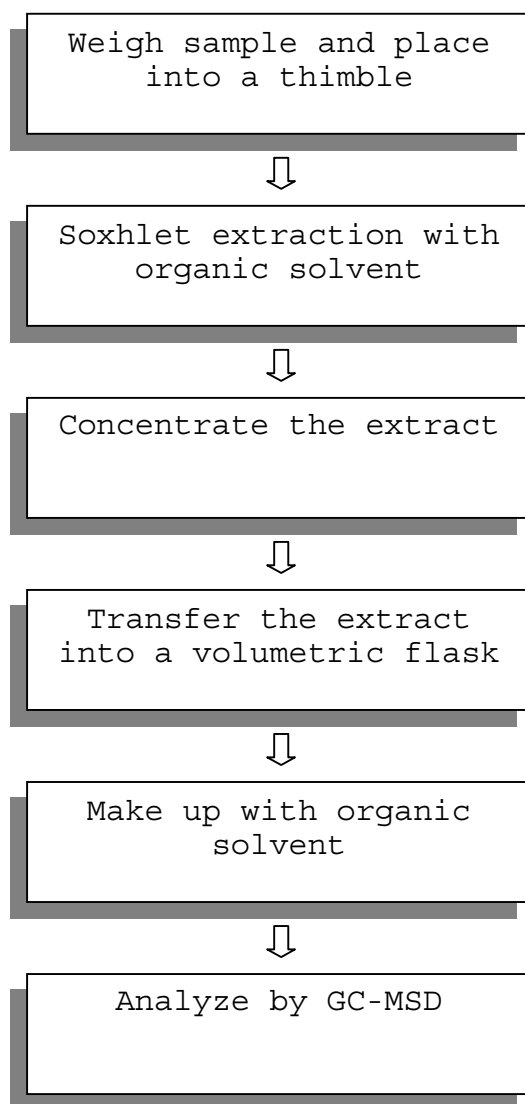 Weigh sample and place
into a thimble
Soxhlet extraction with
organic solvent
Concentrate the extract
Transfer the extract
into a volumetric flask
Make up with organic
solvent
Analyze by GC-MSD